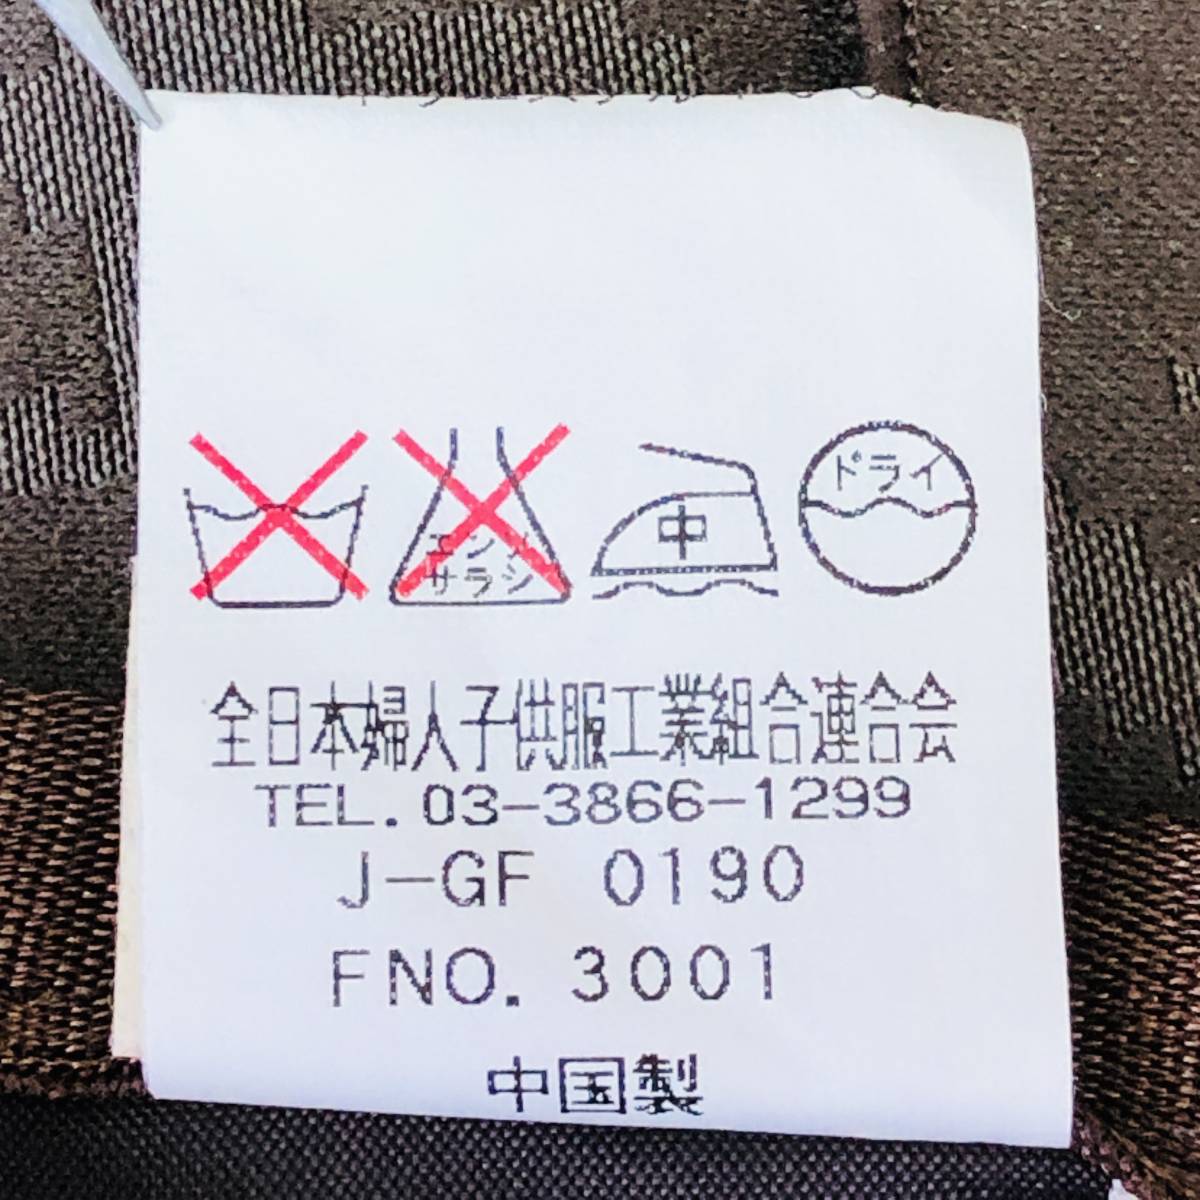 エンソ
サラシ
中
ドライ
全日本婦人子供服工業組合連合会
TEL. 03-3866-1299
J-GF 0190
FNO. 3001
中国製